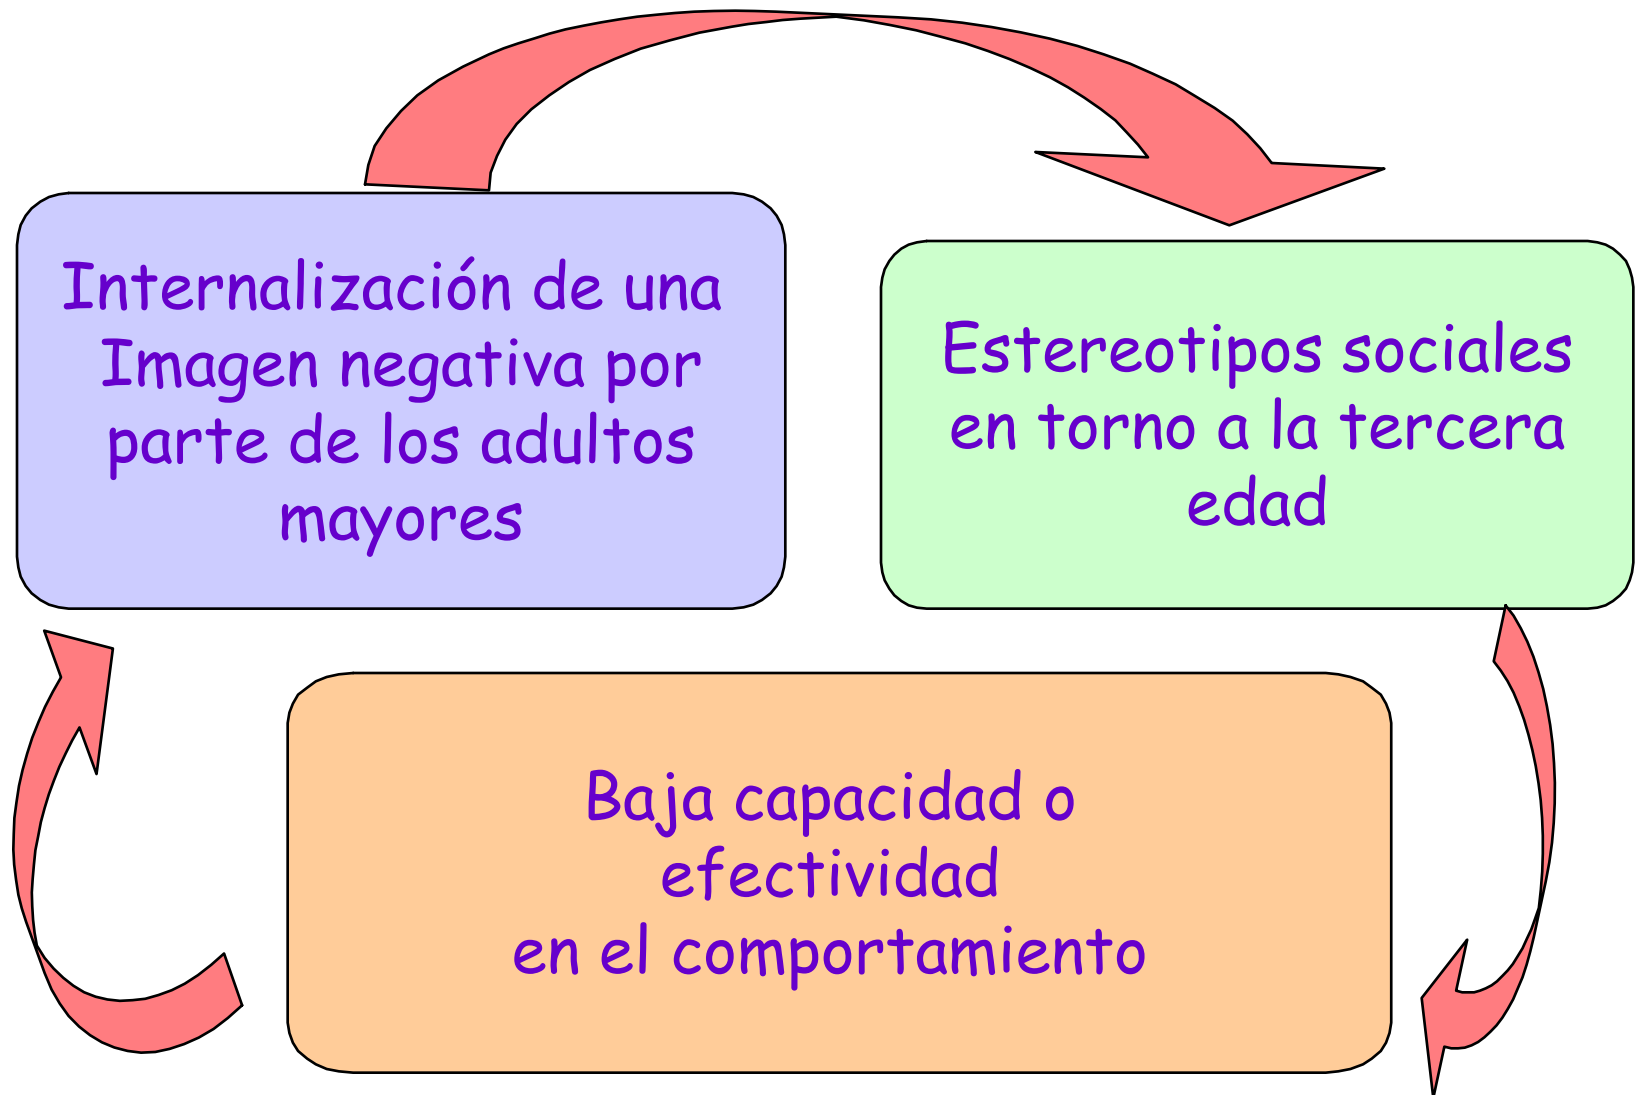 Internalización de una
Imagen negativa por
parte de los adultos
mayores
Estereotipos sociales
en torno a la tercera
edad
Baja capacidad o
efectividad
en el comportamiento